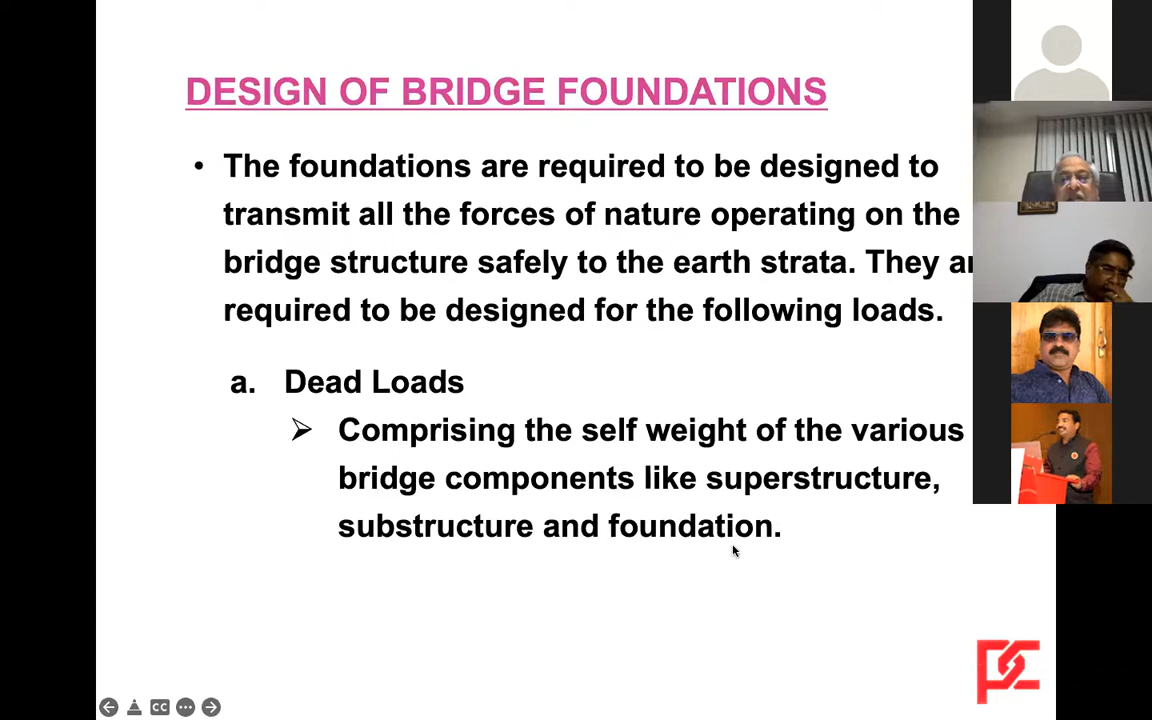 DESIGN OF BRIDGE FOUNDATIONS
• The foundations are required to be designed to
transmit all the forces of nature operating on the
bridge structure safely to the earth strata. They
required to be designed for the following loads.
a. Dead Loads
➢ Comprising the self weight of the various
bridge components like superstructure,
substructure and foundation.
CC